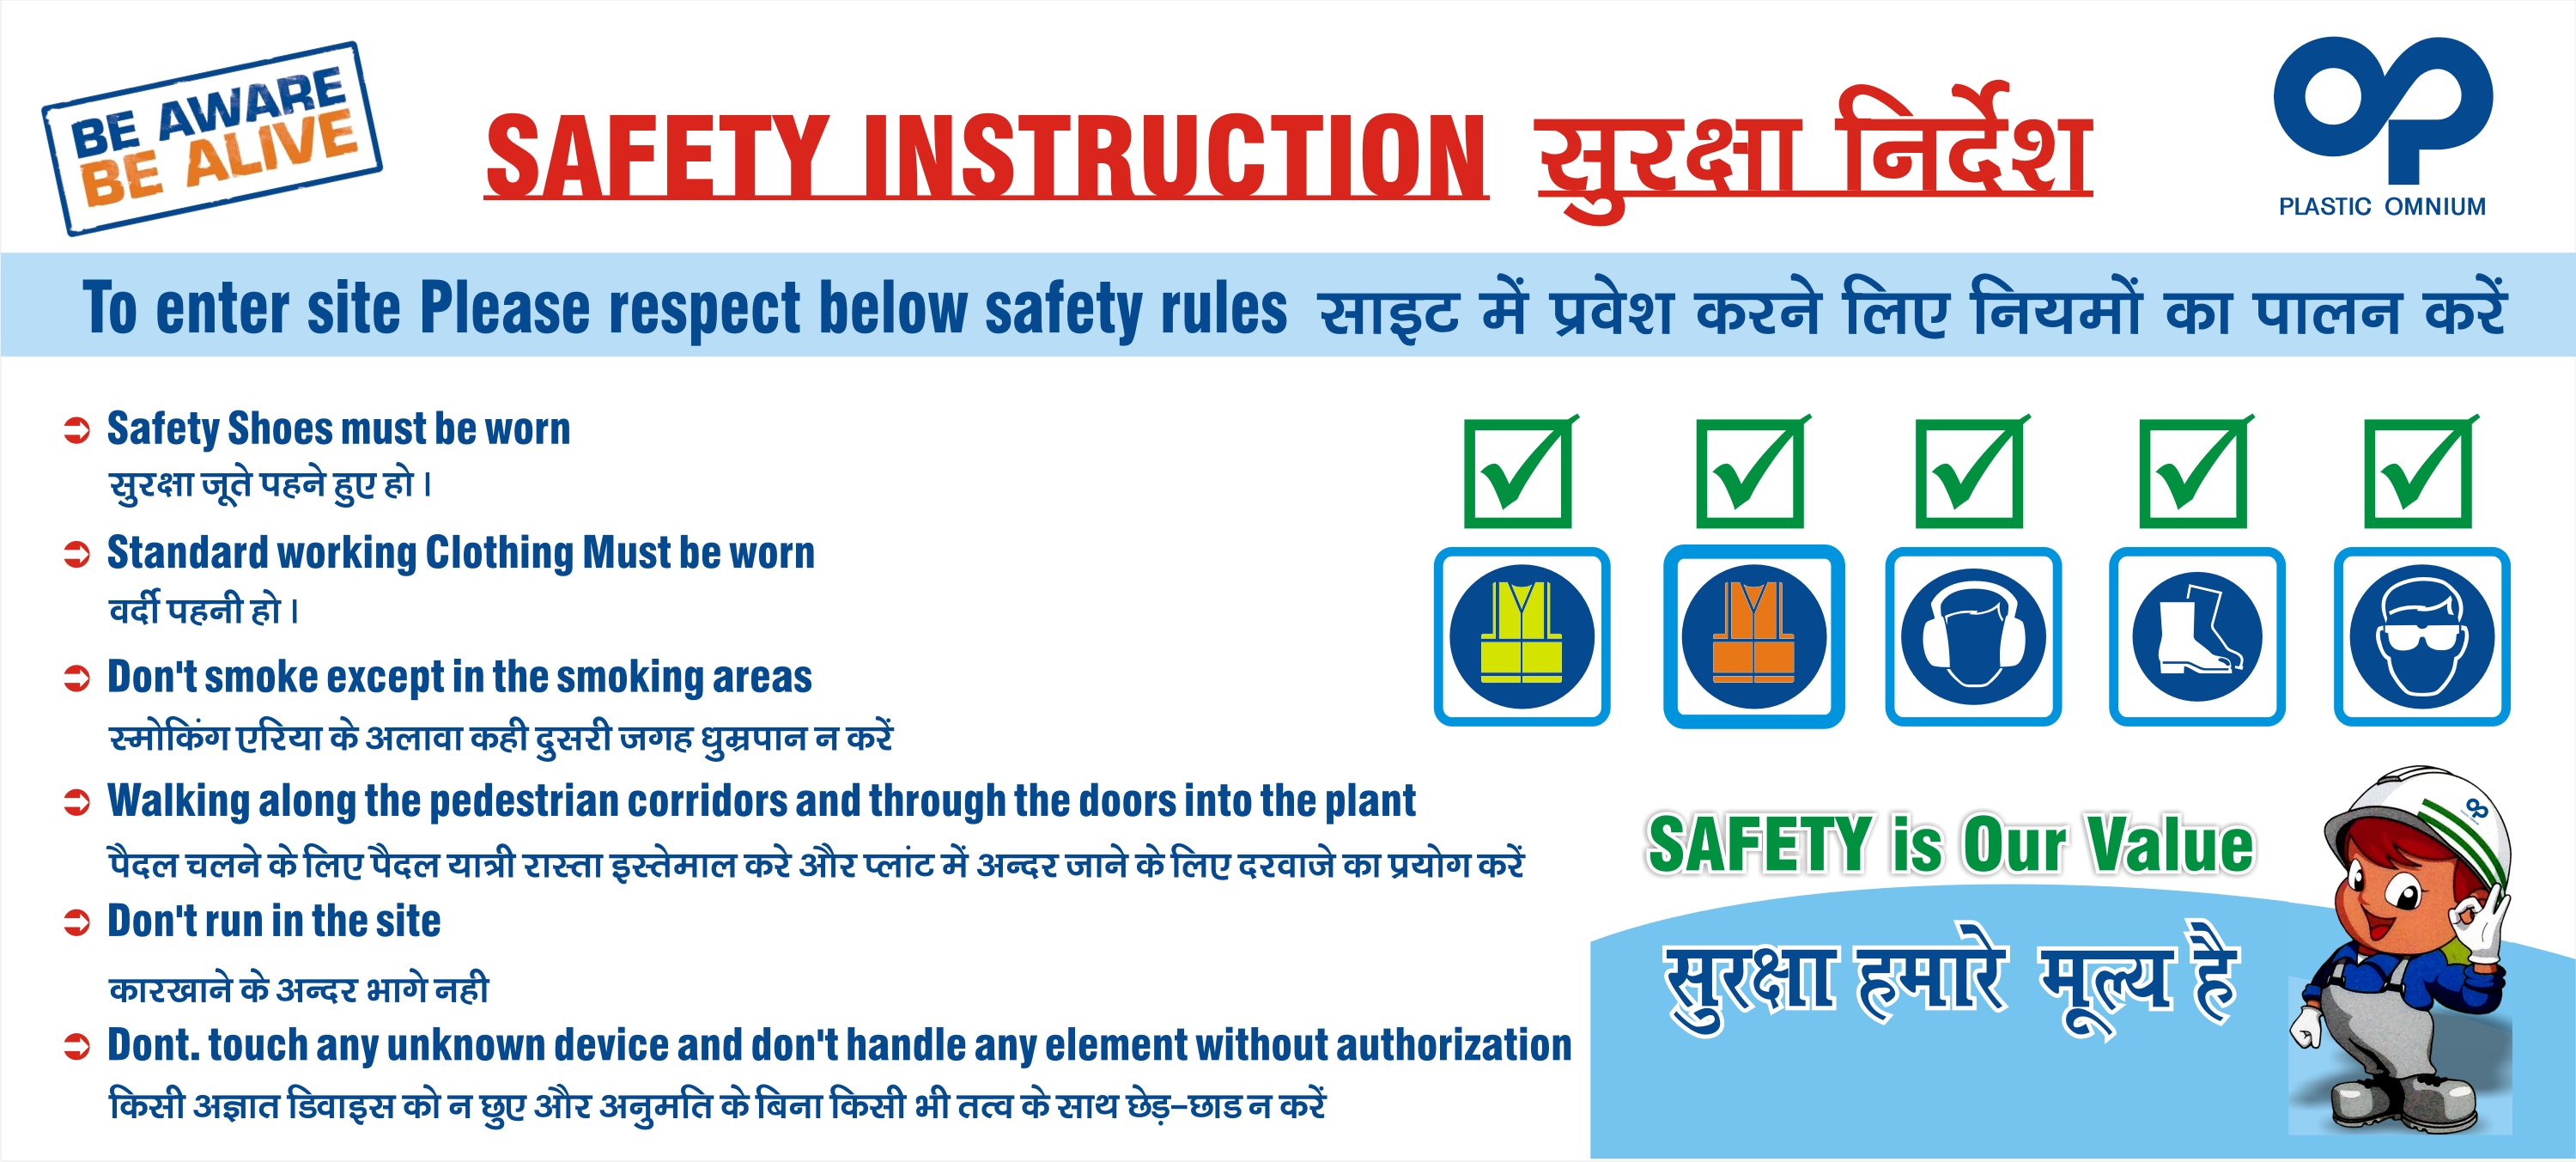 BE AWARE
BE ALIVE
SAFETY INSTRUCTION सुरक्षा निर्देश
PLASTIC OMNIUM
To enter site Please respect below safety rules साइट में प्रवेश करने लिए नियमों का पालन करें
Safety Shoes must be worn
सुरक्षा जूते पहने हुए हो ।
Standard working Clothing Must be worn
वर्दी पहनी हो ।
Don't smoke except in the smoking areas
स्मोकिंग एरिया के अलावा कही दुसरी जगह धुम्रपान न करें
Walking along the pedestrian corridors and through the doors into the plant
पैदल चलने के लिए पैदल यात्री रास्ता इस्तेमाल करे और प्लांट में अन्दर जाने के लिए दरवाजे का प्रयोग करें
Don't run in the site
कारखाने के अन्दर भागे नही
Dont. touch any unknown device and don't handle any element without authorization
किसी अज्ञात डिवाइस को न छुए और अनुमति के बिना किसी भी तत्व के साथ छेड़-छाड न करें
SAFETY is Our Value
सुरक्षा हमारे मूल्य है